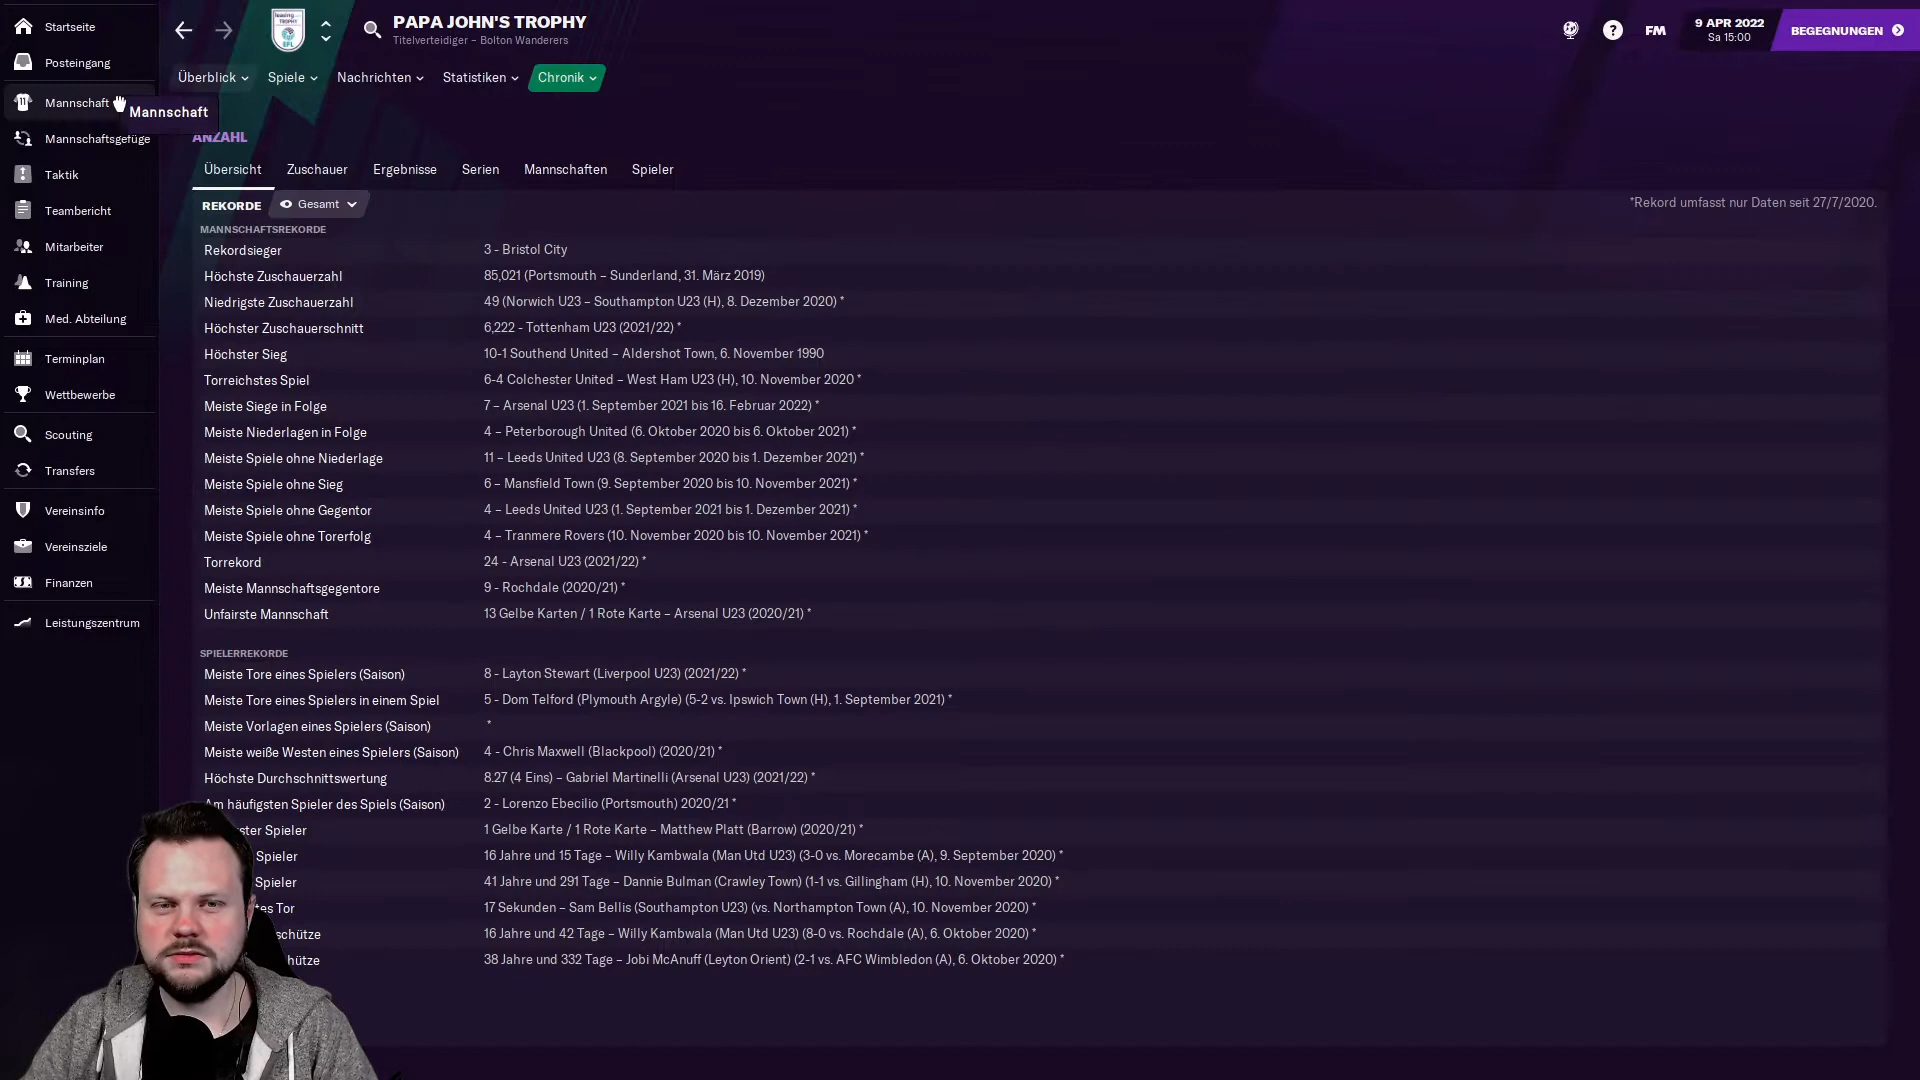 Startseite
Posteingang
Mannschaft
Mannschaft
Mannschaftsgefüge
Taktik
Teambericht
Mitarbeiter
Training
Med. Abteilung
Terminplan
Wettbewerbe
Scouting
Transfers
Vereinsinfo
Vereinsziele
Finanzen
Leistungszentrum
PAPA JOHN'S TROPHY
Titelverteidiger – Bolton Wanderers
FM
9 APR 2022
Sa 15:00
BEGEGNUNGEN
Überblick
Spiele
Nachrichten
Statistiken
Chronik
ANZAHL
Übersicht
Zuschauer
Ergebnisse
Serien
Mannschaften
Spieler
REKORDE
Gesamt
*Rekord umfasst nur Daten seit 27/7/2020.
MANNSCHAFTSREKORDE
Rekordsieger 3 - Bristol City
Höchste Zuschauerzahl 85,021 (Portsmouth – Sunderland, 31. März 2019)
Niedrigste Zuschauerzahl 49 (Norwich U23 – Southampton U23 (H), 8. Dezember 2020) *
Höchster Zuschauerschnitt 6,222 - Tottenham U23 (2021/22) *
Höchster Sieg 10-1 Southend United – Aldershot Town, 6. November 1990
Torreichstes Spiel 6-4 Colchester United – West Ham U23 (H), 10. November 2020 *
Meiste Siege in Folge 7 – Arsenal U23 (1. September 2021 bis 16. Februar 2022) *
Meiste Niederlagen in Folge 4 – Peterborough United (6. Oktober 2020 bis 6. Oktober 2021) *
Meiste Spiele ohne Niederlage 11 – Leeds United U23 (8. September 2020 bis 1. Dezember 2021) *
Meiste Spiele ohne Sieg 6 – Mansfield Town (9. September 2020 bis 10. November 2021) *
Meiste Spiele ohne Gegentor 4 – Leeds United U23 (1. September 2021 bis 1. Dezember 2021) *
Meiste Spiele ohne Torerfolg 4 – Tranmere Rovers (10. November 2020 bis 10. November 2021) *
Torrekord 24 - Arsenal U23 (2021/22) *
Meiste Mannschaftsgegentore 9 - Rochdale (2020/21) *
Unfairste Mannschaft 13 Gelbe Karten / 1 Rote Karte – Arsenal U23 (2020/21) *
SPIELERREKORDE
Meiste Tore eines Spielers (Saison) 8 - Layton Stewart (Liverpool U23) (2021/22) *
Meiste Tore eines Spielers in einem Spiel 5 - Dom Telford (Plymouth Argyle) (5-2 vs. Ipswich Town (H), 1. September 2021) *
Meiste Vorlagen eines Spielers (Saison) *
Meiste weiße Westen eines Spielers (Saison) 4 - Chris Maxwell (Blackpool) (2020/21) *
Höchste Durchschnittswertung 8.27 (4 Eins) – Gabriel Martinelli (Arsenal U23) (2021/22) *
Am häufigsten Spieler des Spiels (Saison) 2 - Lorenzo Ebecilio (Portsmouth) 2020/21 *
ster Spieler 1 Gelbe Karte / 1 Rote Karte – Matthew Platt (Barrow) (2020/21) *
Spieler 16 Jahre und 15 Tage – Willy Kambwala (Man Utd U23) (3-0 vs. Morecambe (A), 9. September 2020) *
Spieler 41 Jahre und 291 Tage – Dannie Bulman (Crawley Town) (1-1 vs. Gillingham (H), 10. November 2020) *
tes Tor 17 Sekunden – Sam Bellis (Southampton U23) (vs. Northampton Town (A), 10. November 2020) *
schütze 16 Jahre und 42 Tage – Willy Kambwala (Man Utd U23) (8-0 vs. Rochdale (A), 6. Oktober 2020) *
hütze 38 Jahre und 332 Tage – Jobi McAnuff (Leyton Orient) (2-1 vs. AFC Wimbledon (A), 6. Oktober 2020) *